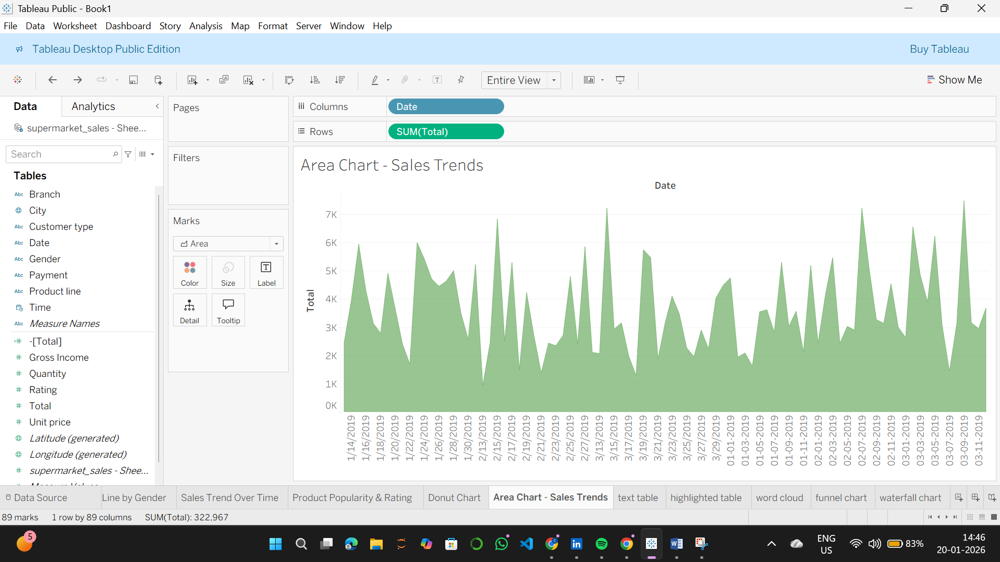 Tableau Public - Book1
File Data Worksheet Dashboard Story Analysis Map Format Server Window Help
Tableau Desktop Public Edition
Buy Tableau
Entire View
Show Me
Data
Analytics
supermarket_sales - Shee...
Search
Tables
Abc Branch
City
Abc Customer type
Abc Date
Abc Gender
Abc Payment
Abc Product line
Time
Abc Measure Names
-[Total]
Gross Income
Quantity
Rating
Total
Unit price
Latitude (generated)
Longitude (generated)
supermarket_sales - Shee...
Pages
Filters
Marks
Area
Color
Size
Label
Detail
Tooltip
Columns
Date
Rows
SUM(Total)
Area Chart - Sales Trends
Date
Total
7K
6K
5K
4K
3K
2K
1K
0K
1/14/2019
1/16/2019
1/18/2019
1/20/2019
1/22/2019
1/24/2019
1/26/2019
1/28/2019
1/30/2019
2/13/2019
2/15/2019
2/17/2019
2/19/2019
2/21/2019
2/23/2019
2/25/2019
2/27/2019
3/13/2019
3/15/2019
3/17/2019
3/19/2019
3/21/2019
3/23/2019
3/25/2019
3/27/2019
3/29/2019
01-01-2019
01-03-2019
01-05-2019
01-07-2019
01-09-2019
01-11-2019
02-01-2019
02-03-2019
02-05-2019
02-07-2019
02-09-2019
02-11-2019
03-01-2019
03-03-2019
03-05-2019
03-07-2019
03-09-2019
03-11-2019
Data Source
Line by Gender
Sales Trend Over Time
Product Popularity & Rating
Donut Chart
Area Chart - Sales Trends
text table
highlighted table
word cloud
funnel chart
waterfall chart
89 marks
1 row by 89 columns
SUM(Total): 322,967
5
ENG
US
83%
14:46
20-01-2026